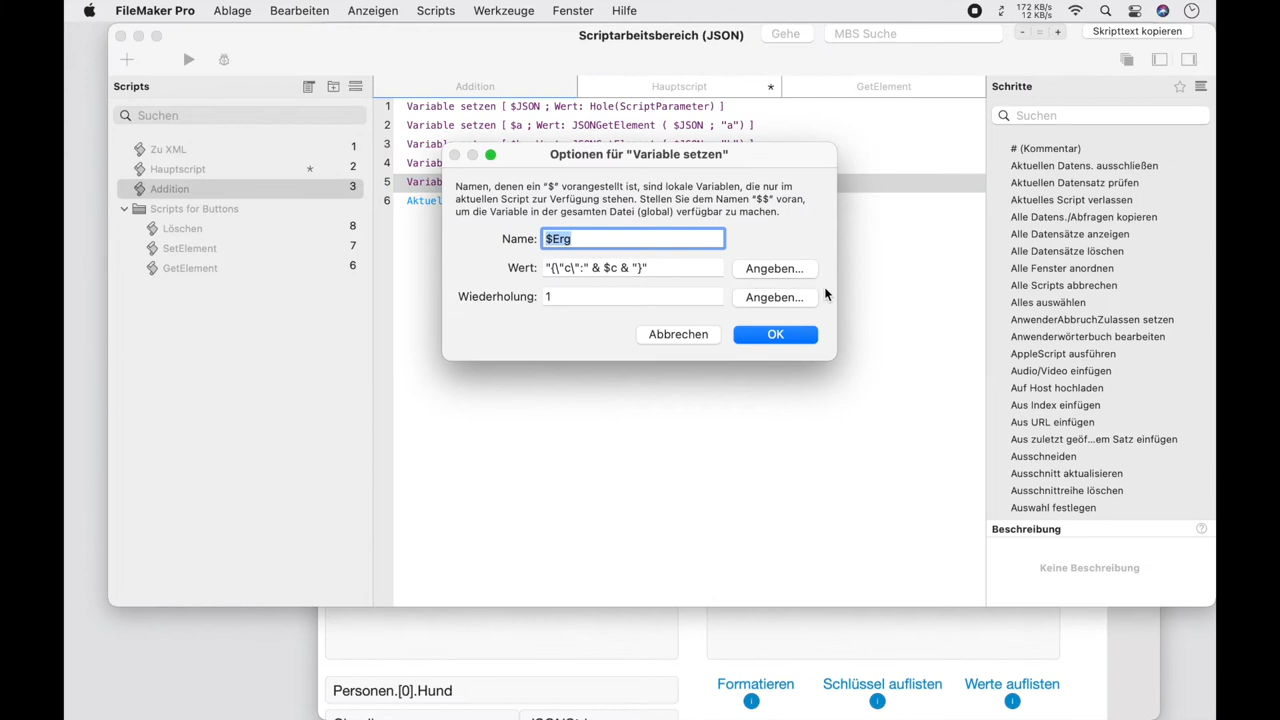 FileMaker Pro Ablage Bearbeiten Anzeigen Scripts Werkzeuge Fenster Hilfe
172 KB/s
12 KB/s
Scriptarbeitsbereich (JSON)
Gehe
MBS Suche
- = +
Skripttext kopieren
Scripts
Suchen
Zu XML 1
Hauptscript * 2
Addition 3
Scripts for Buttons
Löschen 8
SetElement 7
GetElement 6
Addition
Hauptscript *
GetElement
1 Variable setzen [ $JSON ; Wert: Hole(ScriptParameter) ]
2 Variable setzen [ $a ; Wert: JSONGetElement ( $JSON ; "a") ]
3 Variabl
4 Variab
5 Variab
6 Aktuel
Optionen für "Variable setzen"
Namen, denen ein "$" vorangestellt ist, sind lokale Variablen, die nur im
aktuellen Script zur Verfügung stehen. Stellen Sie dem Namen "$$" voran,
um die Variable in der gesamten Datei (global) verfügbar zu machen.
Name: $Erg
Wert: "{\"c\":" & $c & "}" Angeben...
Wiederholung: 1 Angeben...
Abbrechen OK
Schritte
Suchen
# (Kommentar)
Aktuellen Datens. ausschließen
Aktuellen Datensatz prüfen
Aktuelles Script verlassen
Alle Datens./Abfragen kopieren
Alle Datensätze anzeigen
Alle Datensätze löschen
Alle Fenster anordnen
Alle Scripts abbrechen
Alles auswählen
AnwenderAbbruchZulassen setzen
Anwenderwörterbuch bearbeiten
AppleScript ausführen
Audio/Video einfügen
Auf Host hochladen
Aus Index einfügen
Aus URL einfügen
Aus zuletzt geöf...em Satz einfügen
Ausschneiden
Ausschnitt aktualisieren
Ausschnittreihe löschen
Auswahl festlegen
Beschreibung ?
Keine Beschreibung
Personen.[0].Hund
Formatieren Schlüssel auflisten Werte auflisten
i i i